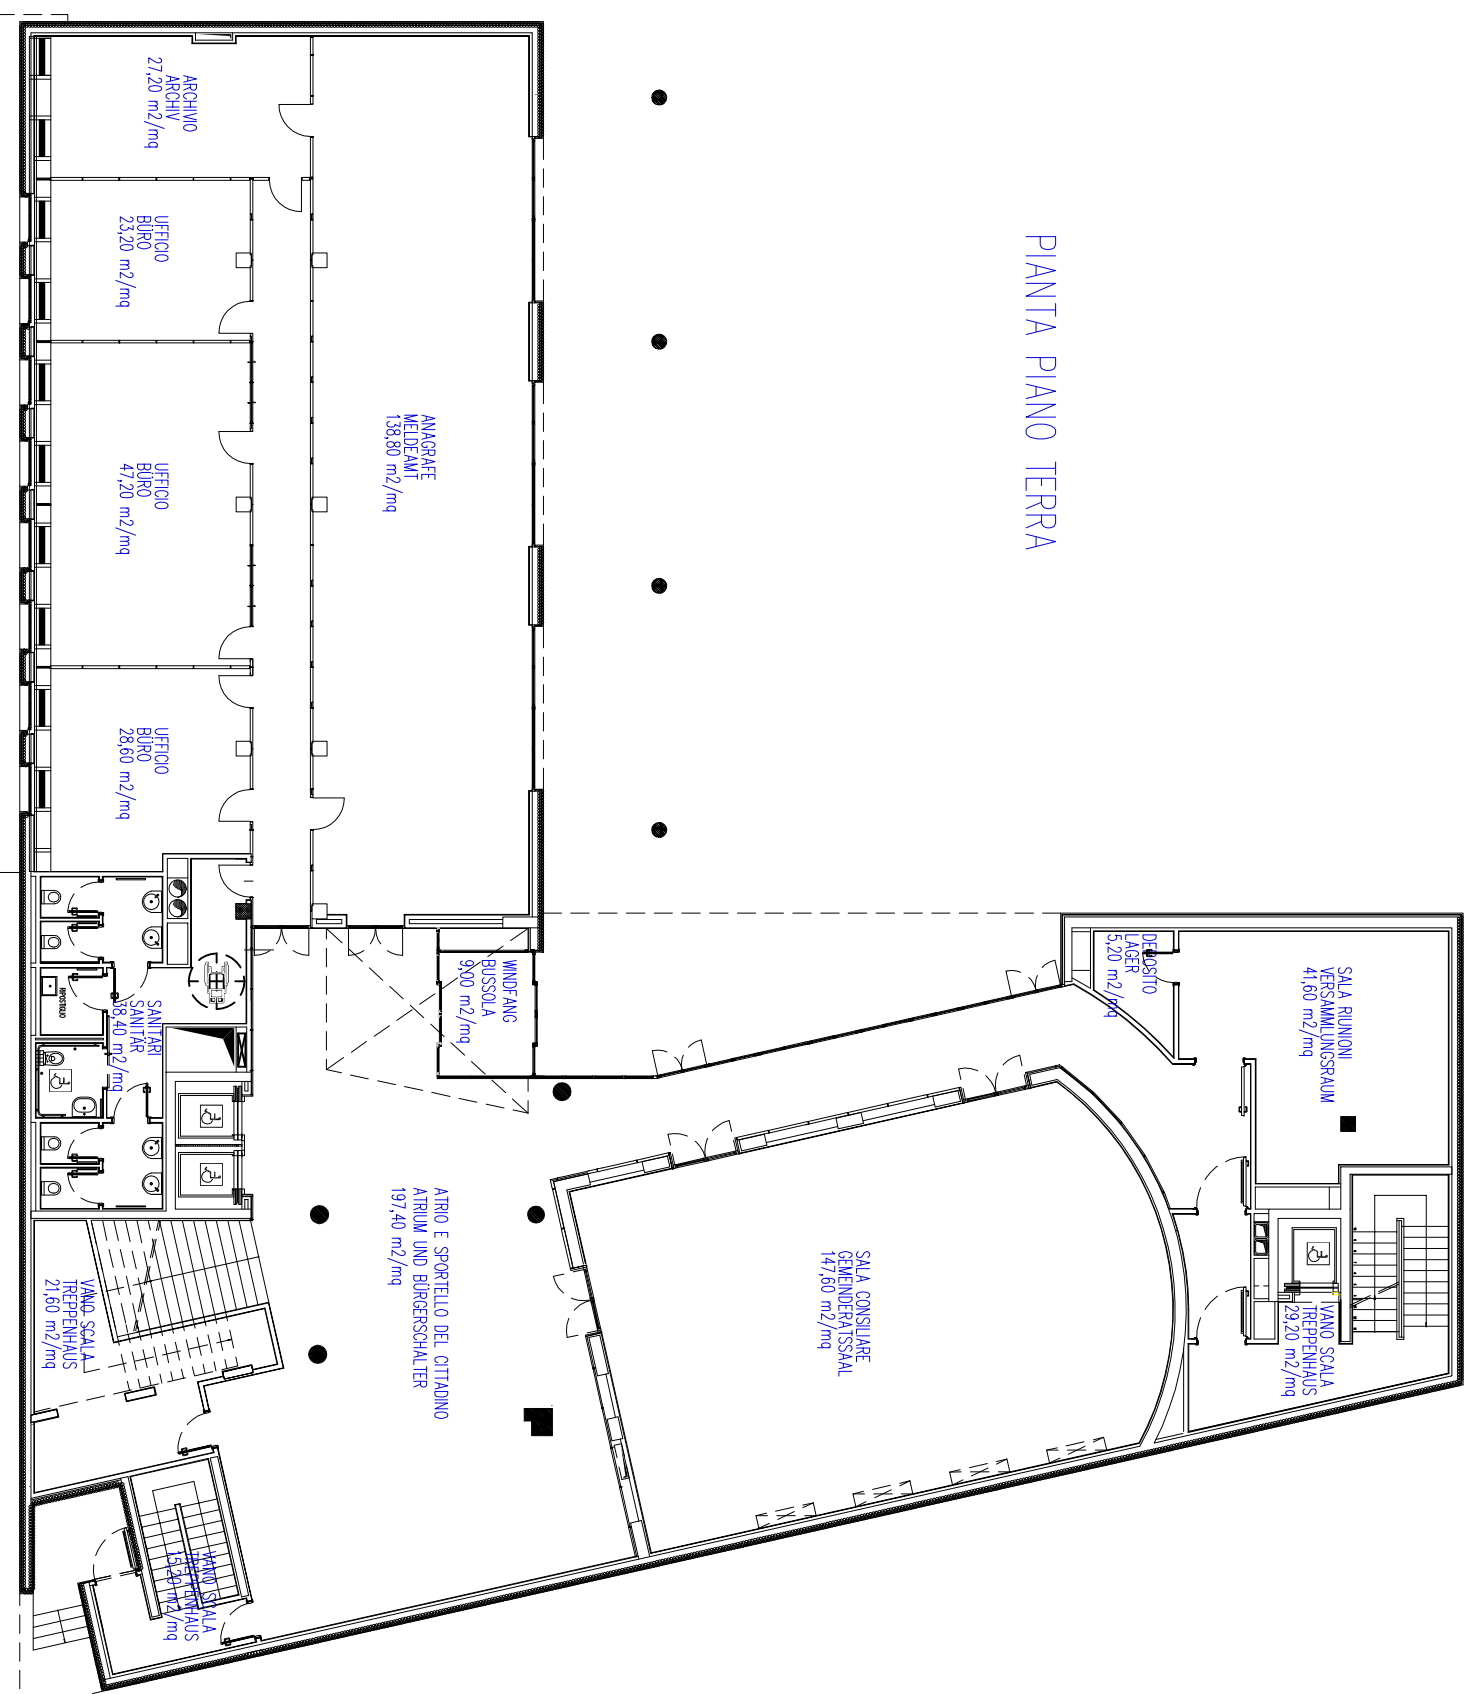 SALA RIUNIONI
VERSAMMLUNGSRAUM
41,60 m2/mq
VANO SCALA
TREPPENHAUS
29,20 m2/mq
DEPOSITO
LAGER
5,20 m2/mq
PIANTA PIANO TERRA
SALA CONSILIARE
GEMEINDERATSSAAL
147,60 m2/mq
WINDFANG
BUSSOLA
9,00 m2/mq
ANAGRAFE
MELDEAMT
138,80 m2/mq
ATRIO E SPORTELLO DEL CITTADINO
ATRIUM UND BÜRGERSCHALTER
197,40 m2/mq
ARCHIVIO
ARCHIV
27,20 m2/mq
UFFICIO
BÜRO
23,20 m2/mq
UFFICIO
BÜRO
47,20 m2/mq
UFFICIO
BÜRO
28,60 m2/mq
SANITARI
SANITÄR
38,40 m2/mq
RIPOSTIGLIO
VANO SCALA
TREPPENHAUS
21,60 m2/mq
VANO SCALA
TREPPENHAUS
15,20 m2/mq